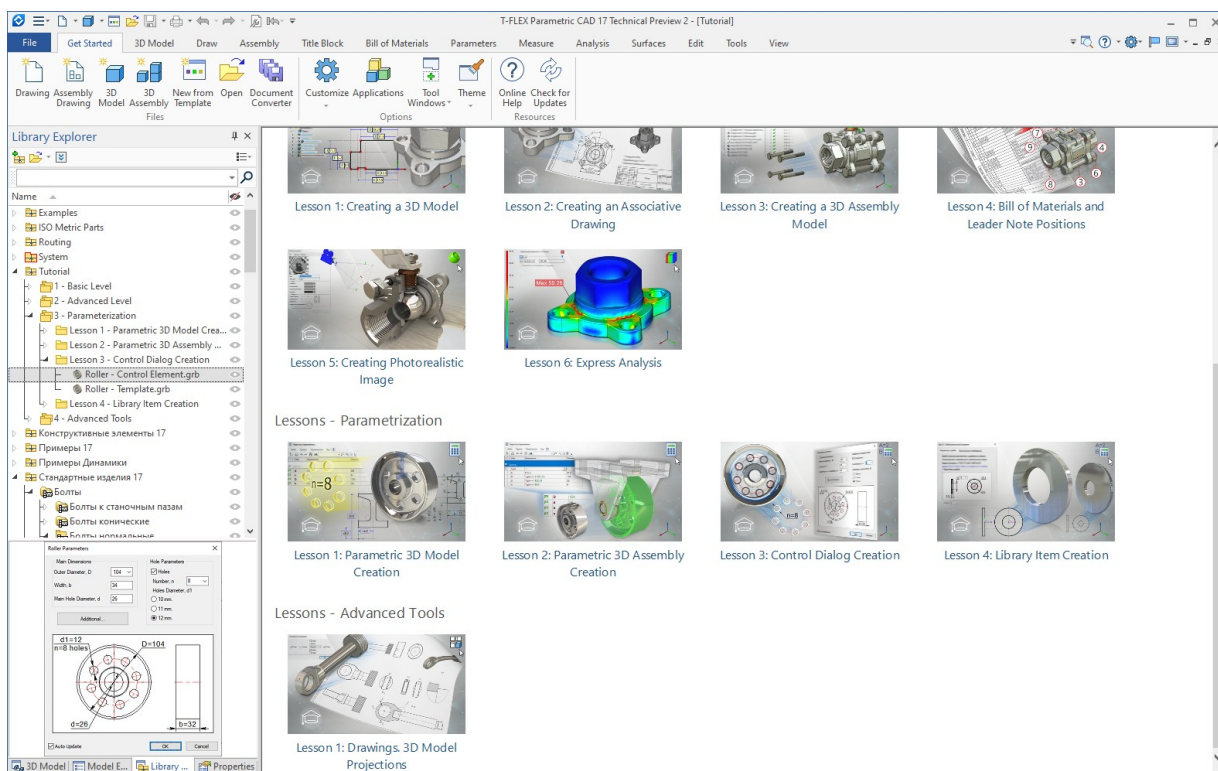 T-FLEX Parametric CAD 17 Technical Preview 2 - [Tutorial]
File Get Started 3D Model Draw Assembly Title Block Bill of Materials Parameters Measure Analysis Surfaces Edit Tools View
Drawing Assembly Drawing 3D Model 3D Assembly New from Template Open Document Converter
Customize Applications Tool Windows Theme
Online Help Check for Updates
Files Options Resources
Library Explorer
Name
Examples
ISO Metric Parts
Routing
System
Tutorial
1 - Basic Level
2 - Advanced Level
3 - Parameterization
Lesson 1 - Parametric 3D Model Crea...
Lesson 2 - Parametric 3D Assembly ...
Lesson 3 - Control Dialog Creation
Roller - Control Element.grb
Roller - Template.grb
Lesson 4 - Library Item Creation
4 - Advanced Tools
Конструктивные элементы 17
Примеры 17
Примеры Динамики
Стандартные изделия 17
Болты
Болты к станочным пазам
Болты конические
Болты нормальные
Roller Parameters
Main Dimensions
Outer Diameter, D 104
Width, b 34
Main Hole Diameter, d 26
Additional...
Hole Parameters
Holes
Number, n 8
Holes Diameter, d1
10 mm.
11 mm.
12 mm.
d1=12
n=8 holes
D=104
d=26
b=32
Auto Update OK Cancel
3D Model Model E... Library ... Properties
7
9
4
6
3
8
Lesson 1: Creating a 3D Model
Lesson 2: Creating an Associative
Drawing
Lesson 3: Creating a 3D Assembly
Model
Lesson 4: Bill of Materials and
Leader Note Positions
Max 58.26
Lesson 5: Creating Photorealistic
Image
Lesson 6: Express Analysis
Lessons - Parametrization
n=8
n=8
Lesson 1: Parametric 3D Model
Creation
Lesson 2: Parametric 3D Assembly
Creation
Lesson 3: Control Dialog Creation
Lesson 4: Library Item Creation
Lessons - Advanced Tools
Lesson 1: Drawings. 3D Model
Projections